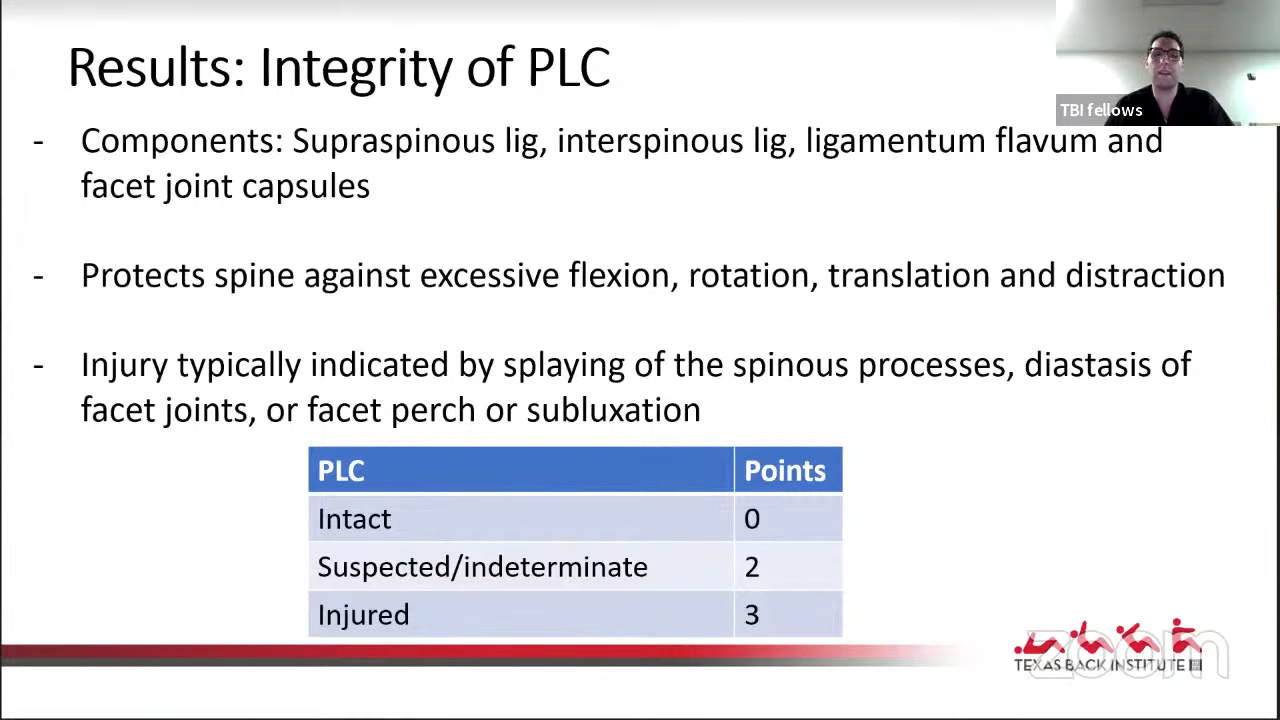 Results: Integrity of PLC
TBI fellows
- Components: Supraspinous lig, interspinous lig, ligamentum flavum and
facet joint capsules
- Protects spine against excessive flexion, rotation, translation and distraction
- Injury typically indicated by splaying of the spinous processes, diastasis of
facet joints, or facet perch or subluxation
PLC Points
Intact 0
Suspected/indeterminate 2
Injured 3
zoom
TEXAS BACK INSTITUTE